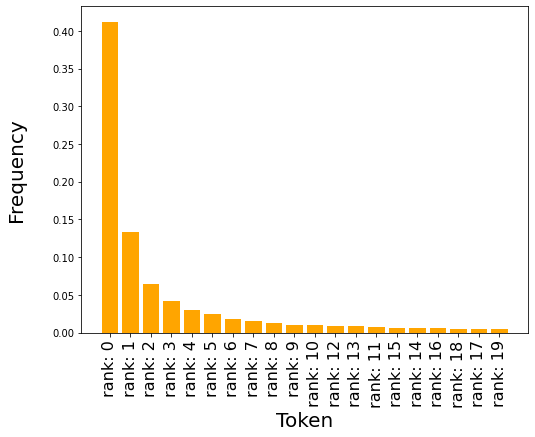 Frequency
0.40
0.35
0.30
0.25
0.20
0.15
0.10
0.05
0.00
rank: 0
rank: 1
rank: 2
rank: 3
rank: 4
rank: 5
rank: 6
rank: 7
rank: 8
rank: 9
rank: 10
rank: 12
rank: 13
rank: 11
rank: 15
rank: 14
rank: 16
rank: 18
rank: 17
rank: 19
Token